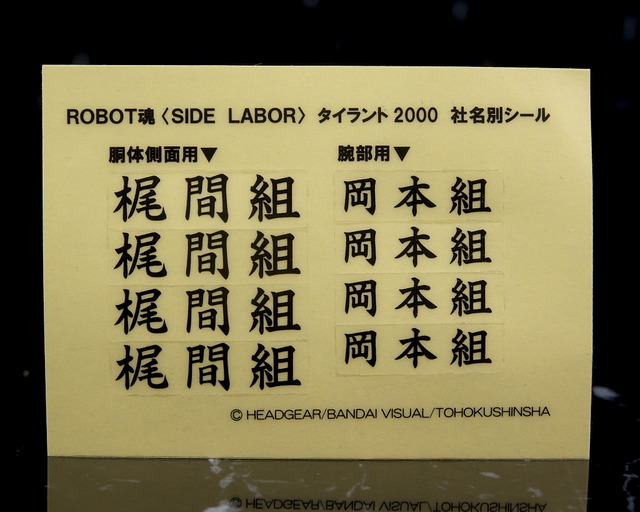 ROBOT魂〈SIDE LABOR〉 タイラント2000 社名別シール
胴体側面用▼
梶間組
梶間組
梶間組
梶間組
腕部用▼
岡本組
岡本組
岡本組
岡本組
© HEADGEAR/BANDAI VISUAL/TOHOKUSHINSHA